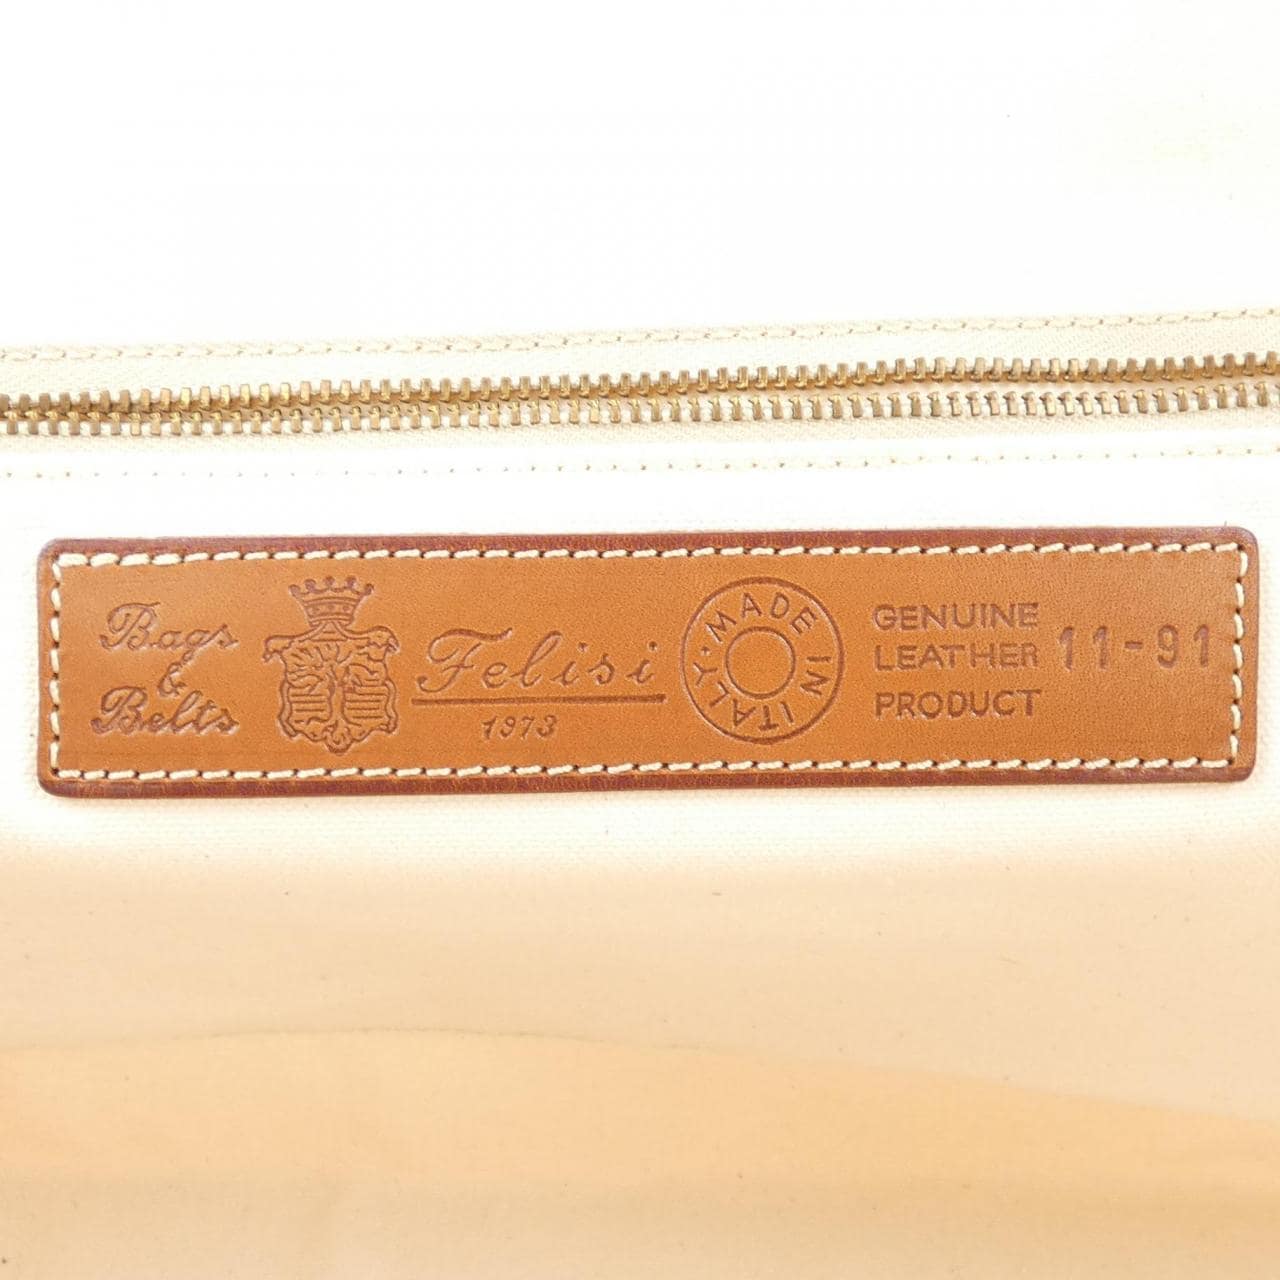 Bags
&
Belts
Felisi
1973
MADE IN ITALY
GENUINE
LEATHER
PRODUCT
11-91